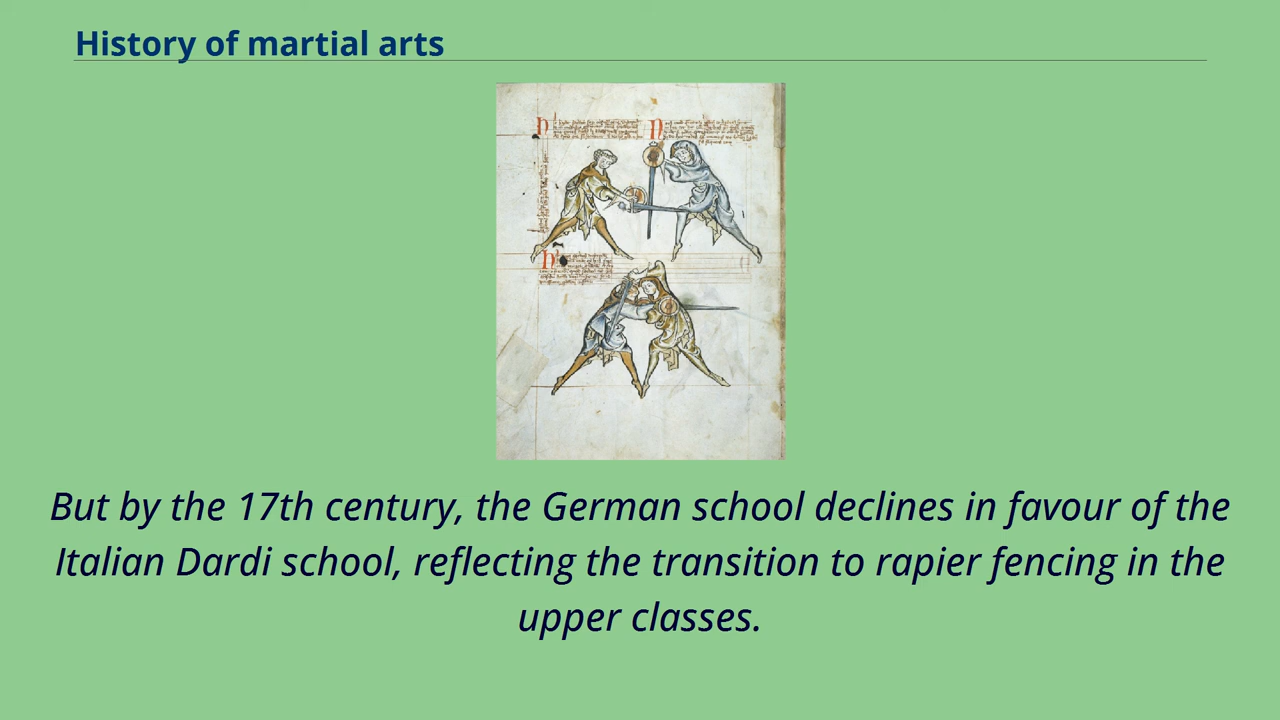 History of martial arts
But by the 17th century, the German school declines in favour of the
Italian Dardi school, reflecting the transition to rapier fencing in the
upper classes.